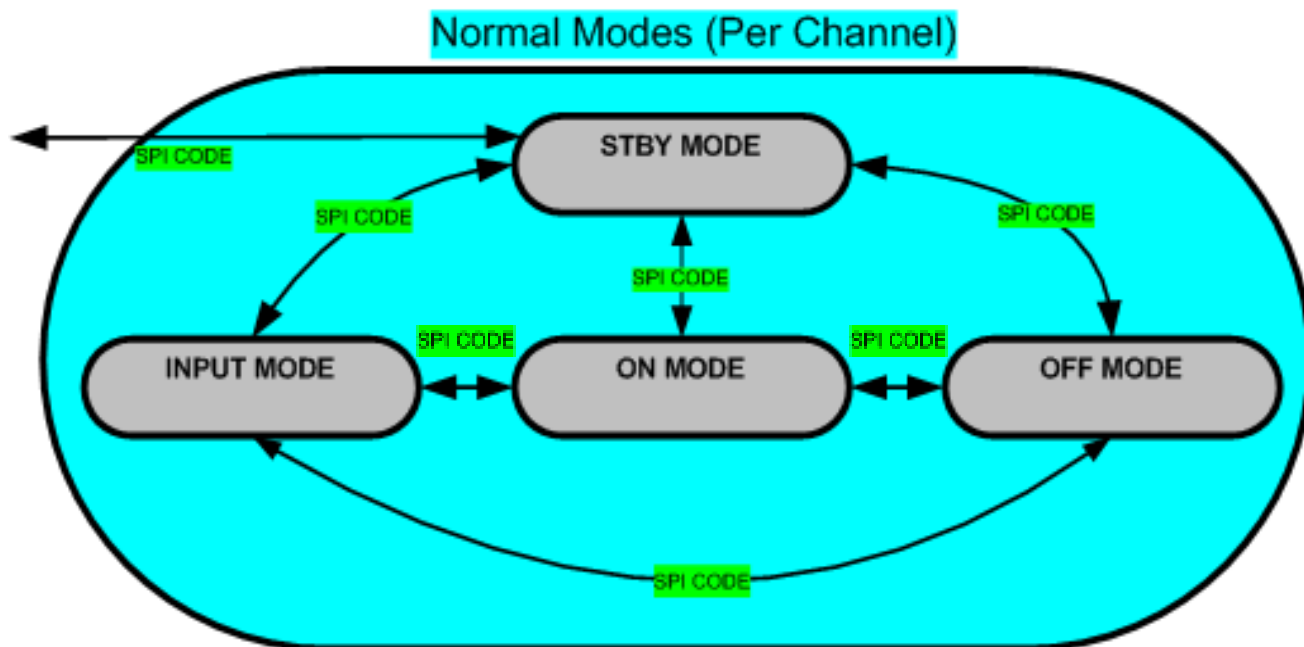 Normal Modes (Per Channel)
STBY MODE
SPI CODE
SPI CODE
SPI CODE
SPI CODE
SPI CODE
SPI CODE
INPUT MODE
ON MODE
OFF MODE
SPI CODE